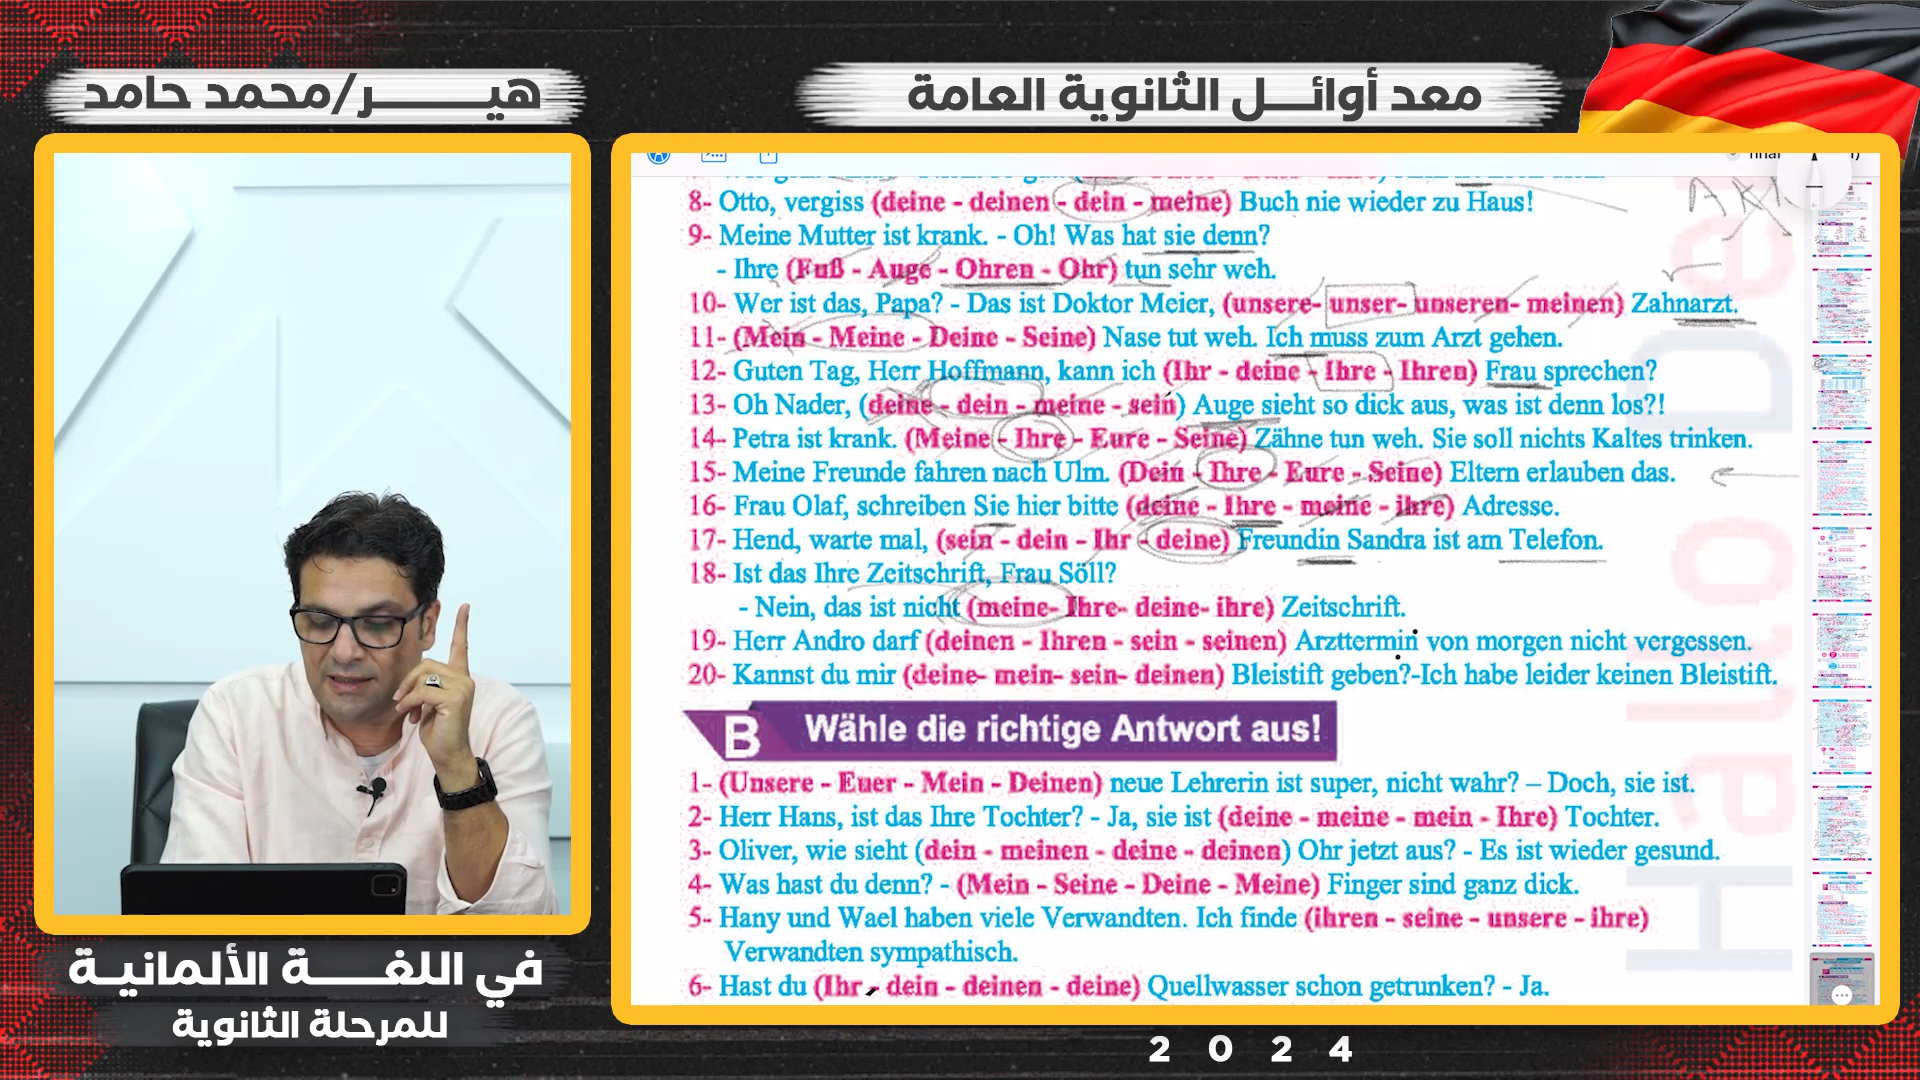 هيـــر/محمد حامد
معد أوائل الثانوية العامة
8- Otto, vergiss (deine - deinen - dein - meine) Buch nie wieder zu Haus!
9- Meine Mutter ist krank. - Oh! Was hat sie denn?
- Ihre (Fuß - Auge - Ohren - Ohr) tun sehr weh.
10- Wer ist das, Papa? - Das ist Doktor Meier, (unsere- unser- unseren- meinen) Zahnarzt.
11- (Mein - Meine - Deine - Seine) Nase tut weh. Ich muss zum Arzt gehen.
12- Guten Tag, Herr Hoffmann, kann ich (Ihr - deine - Ihre - Ihren) Frau sprechen?
13- Oh Nader, (deine - dein - meine - sein) Auge sieht so dick aus, was ist denn los?!
14- Petra ist krank. (Meine - Ihre - Eure - Seine) Zähne tun weh. Sie soll nichts Kaltes trinken.
15- Meine Freunde fahren nach Ulm. (Dein - Ihre - Eure - Seine) Eltern erlauben das.
16- Frau Olaf, schreiben Sie hier bitte (deine - Ihre - meine - ihre) Adresse.
17- Hend, warte mal, (sein - dein - Ihr - deine) Freundin Sandra ist am Telefon.
18- Ist das Ihre Zeitschrift, Frau Söll?
- Nein, das ist nicht (meine- Ihre- deine- ihre) Zeitschrift.
19- Herr Andro darf (deinen - Ihren - sein - seinen) Arzttermin von morgen nicht vergessen.
20- Kannst du mir (deine- mein- sein- deinen) Bleistift geben?-Ich habe leider keinen Bleistift.
B Wähle die richtige Antwort aus!
1- (Unsere - Euer - Mein - Deinen) neue Lehrerin ist super, nicht wahr? – Doch, sie ist.
2- Herr Hans, ist das Ihre Tochter? - Ja, sie ist (deine - meine - mein - Ihre) Tochter.
3- Oliver, wie sieht (dein - meinen - deine - deinen) Ohr jetzt aus? - Es ist wieder gesund.
4- Was hast du denn? - (Mein - Seine - Deine - Meine) Finger sind ganz dick.
5- Hany und Wael haben viele Verwandten. Ich finde (ihren - seine - unsere - ihre)
Verwandten sympathisch.
6- Hast du (Ihr - dein - deinen - deine) Quellwasser schon getrunken? - Ja.
في اللغـــة الألمانيـة
للمرحلة الثانوية
2024